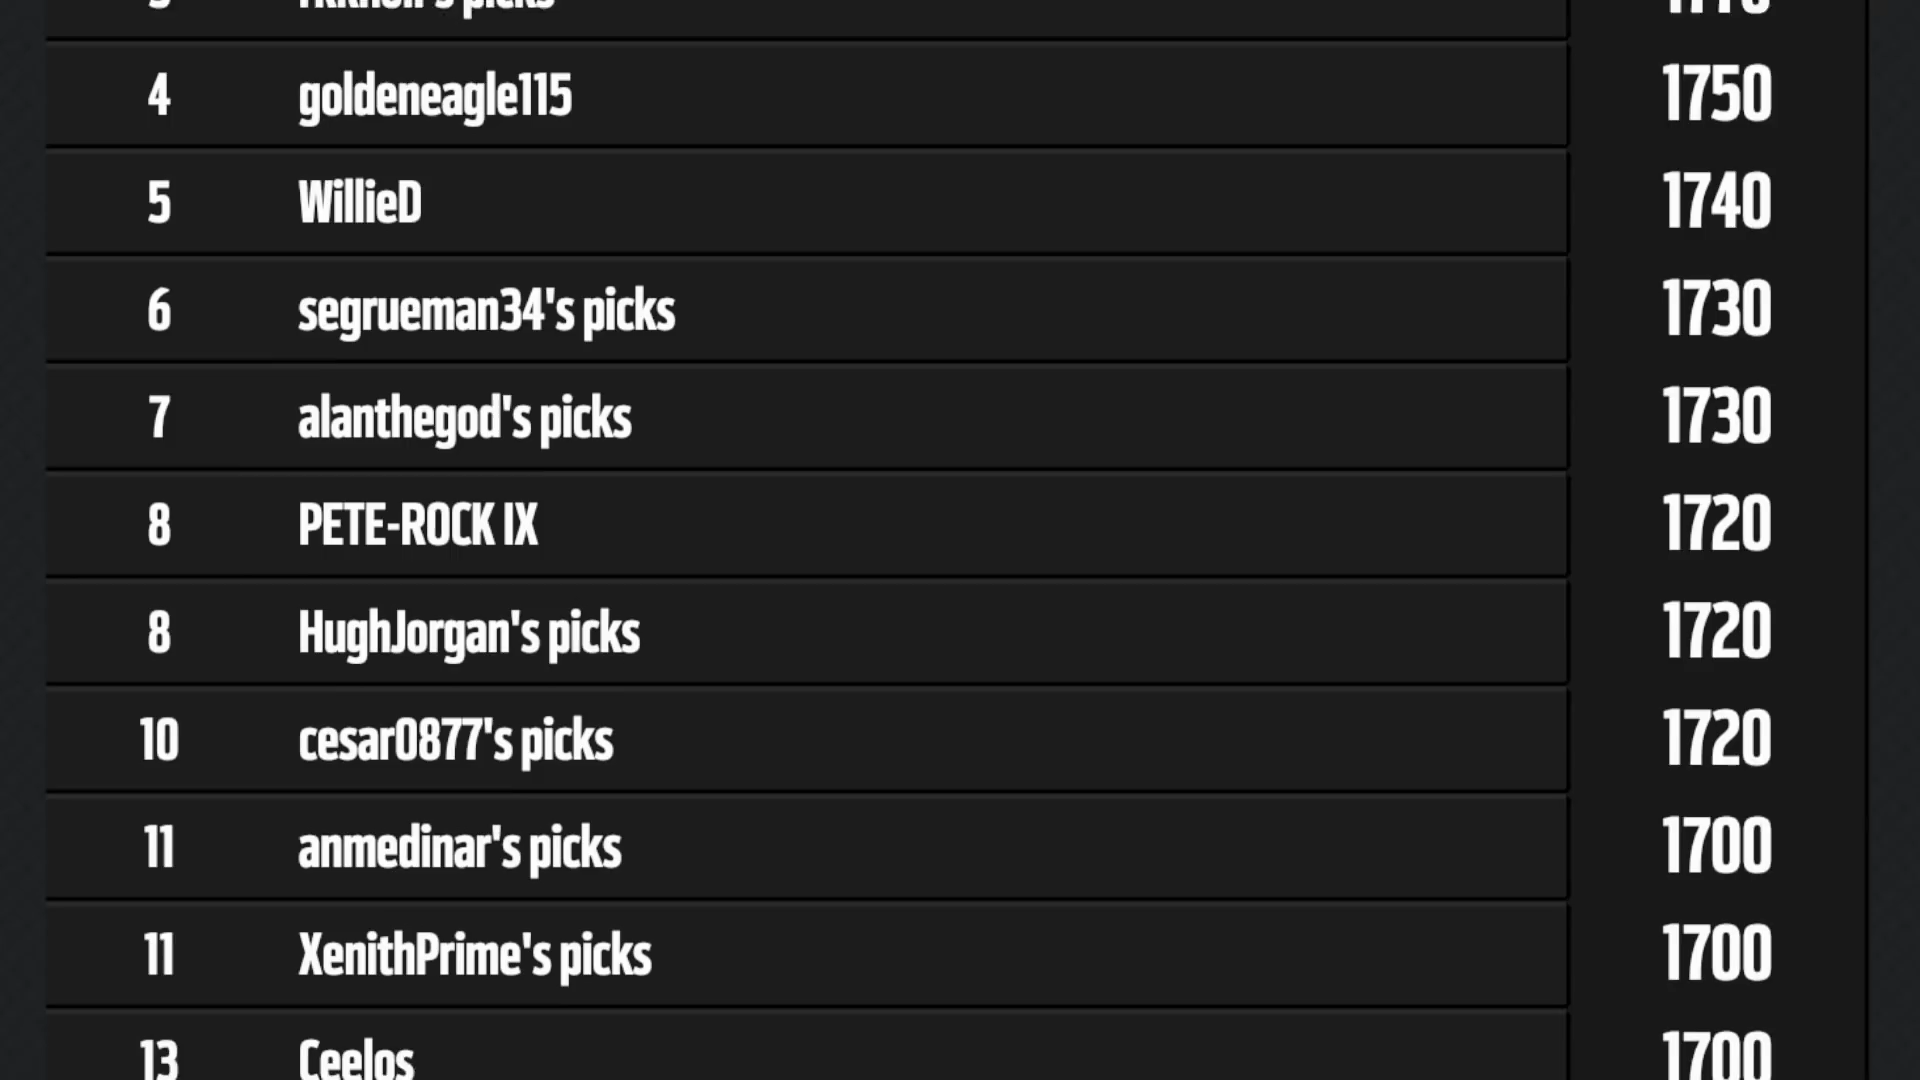 picks
4 goldeneagle115 1750
5 WillieD 1740
6 segrueman34's picks 1730
7 alanthegod's picks 1730
8 PETE-ROCK IX 1720
8 HughJorgan's picks 1720
10 cesar0877's picks 1720
11 anmedinar's picks 1700
11 XenithPrime's picks 1700
13 Ceelos 1700